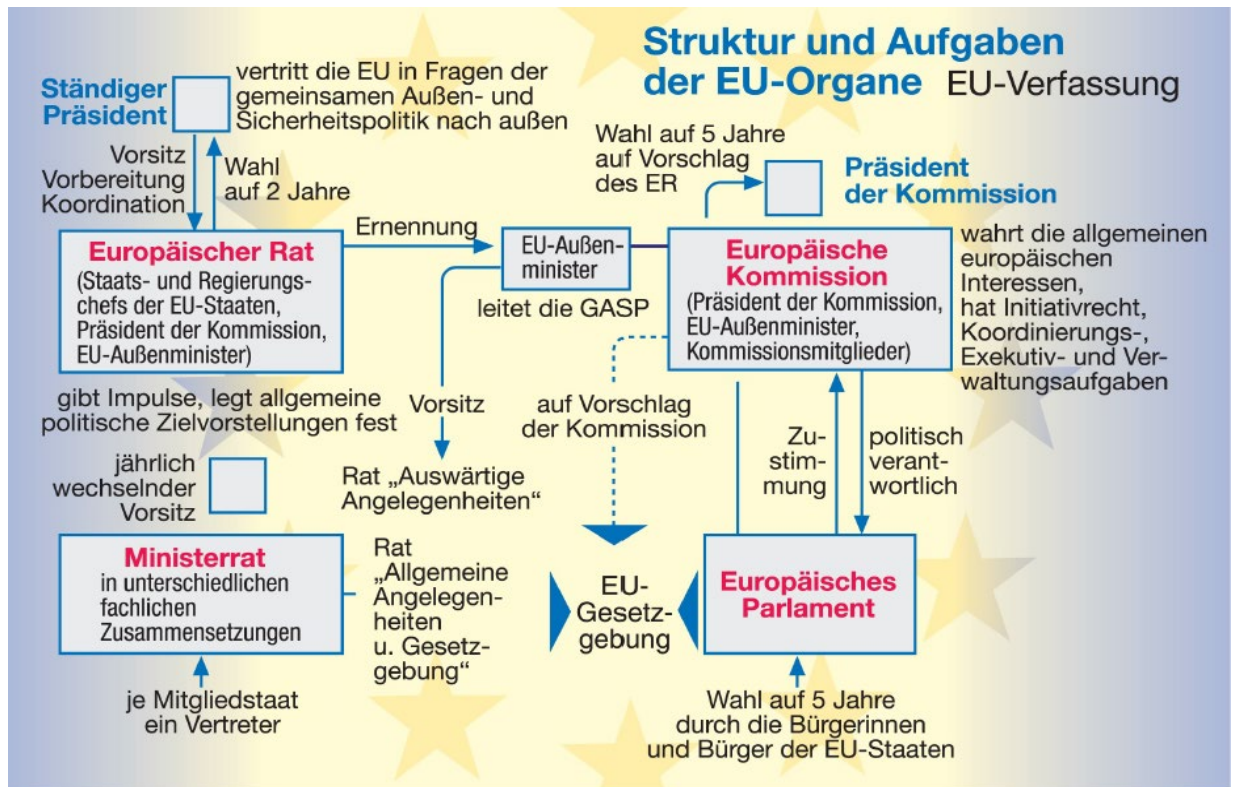 Struktur und Aufgaben
der EU-Organe EU-Verfassung
Ständiger
Präsident
vertritt die EU in Fragen der
gemeinsamen Außen- und
Sicherheitspolitik nach außen
Vorsitz
Vorbereitung
Koordination
Wahl
auf 2 Jahre
Wahl auf 5 Jahre
auf Vorschlag
des ER
Präsident
der Kommission
Europäischer Rat
(Staats- und Regierungs-
chefs der EU-Staaten,
Präsident der Kommission,
EU-Außenminister)
gibt Impulse, legt allgemeine
politische Zielvorstellungen fest
Ernennung
EU-Außen-
minister
leitet die GASP
Europäische
Kommission
(Präsident der Kommission,
EU-Außenminister,
Kommissionsmitglieder)
wahrt die allgemeinen
europäischen
Interessen,
hat Initiativrecht,
Koordinierungs-,
Exekutiv- und Ver-
waltungsaufgaben
Vorsitz
Rat „Auswärtige
Angelegenheiten“
auf Vorschlag
der Kommission
Zu-
stim-
mung
politisch
verant-
wortlich
jährlich
wechselnder
Vorsitz
Ministerrat
in unterschiedlichen
fachlichen
Zusammensetzungen
Rat
„Allgemeine
Angelegen-
heiten
u. Gesetz-
gebung“
EU-
Gesetz-
gebung
Europäisches
Parlament
je Mitgliedstaat
ein Vertreter
Wahl auf 5 Jahre
durch die Bürgerinnen
und Bürger der EU-Staaten